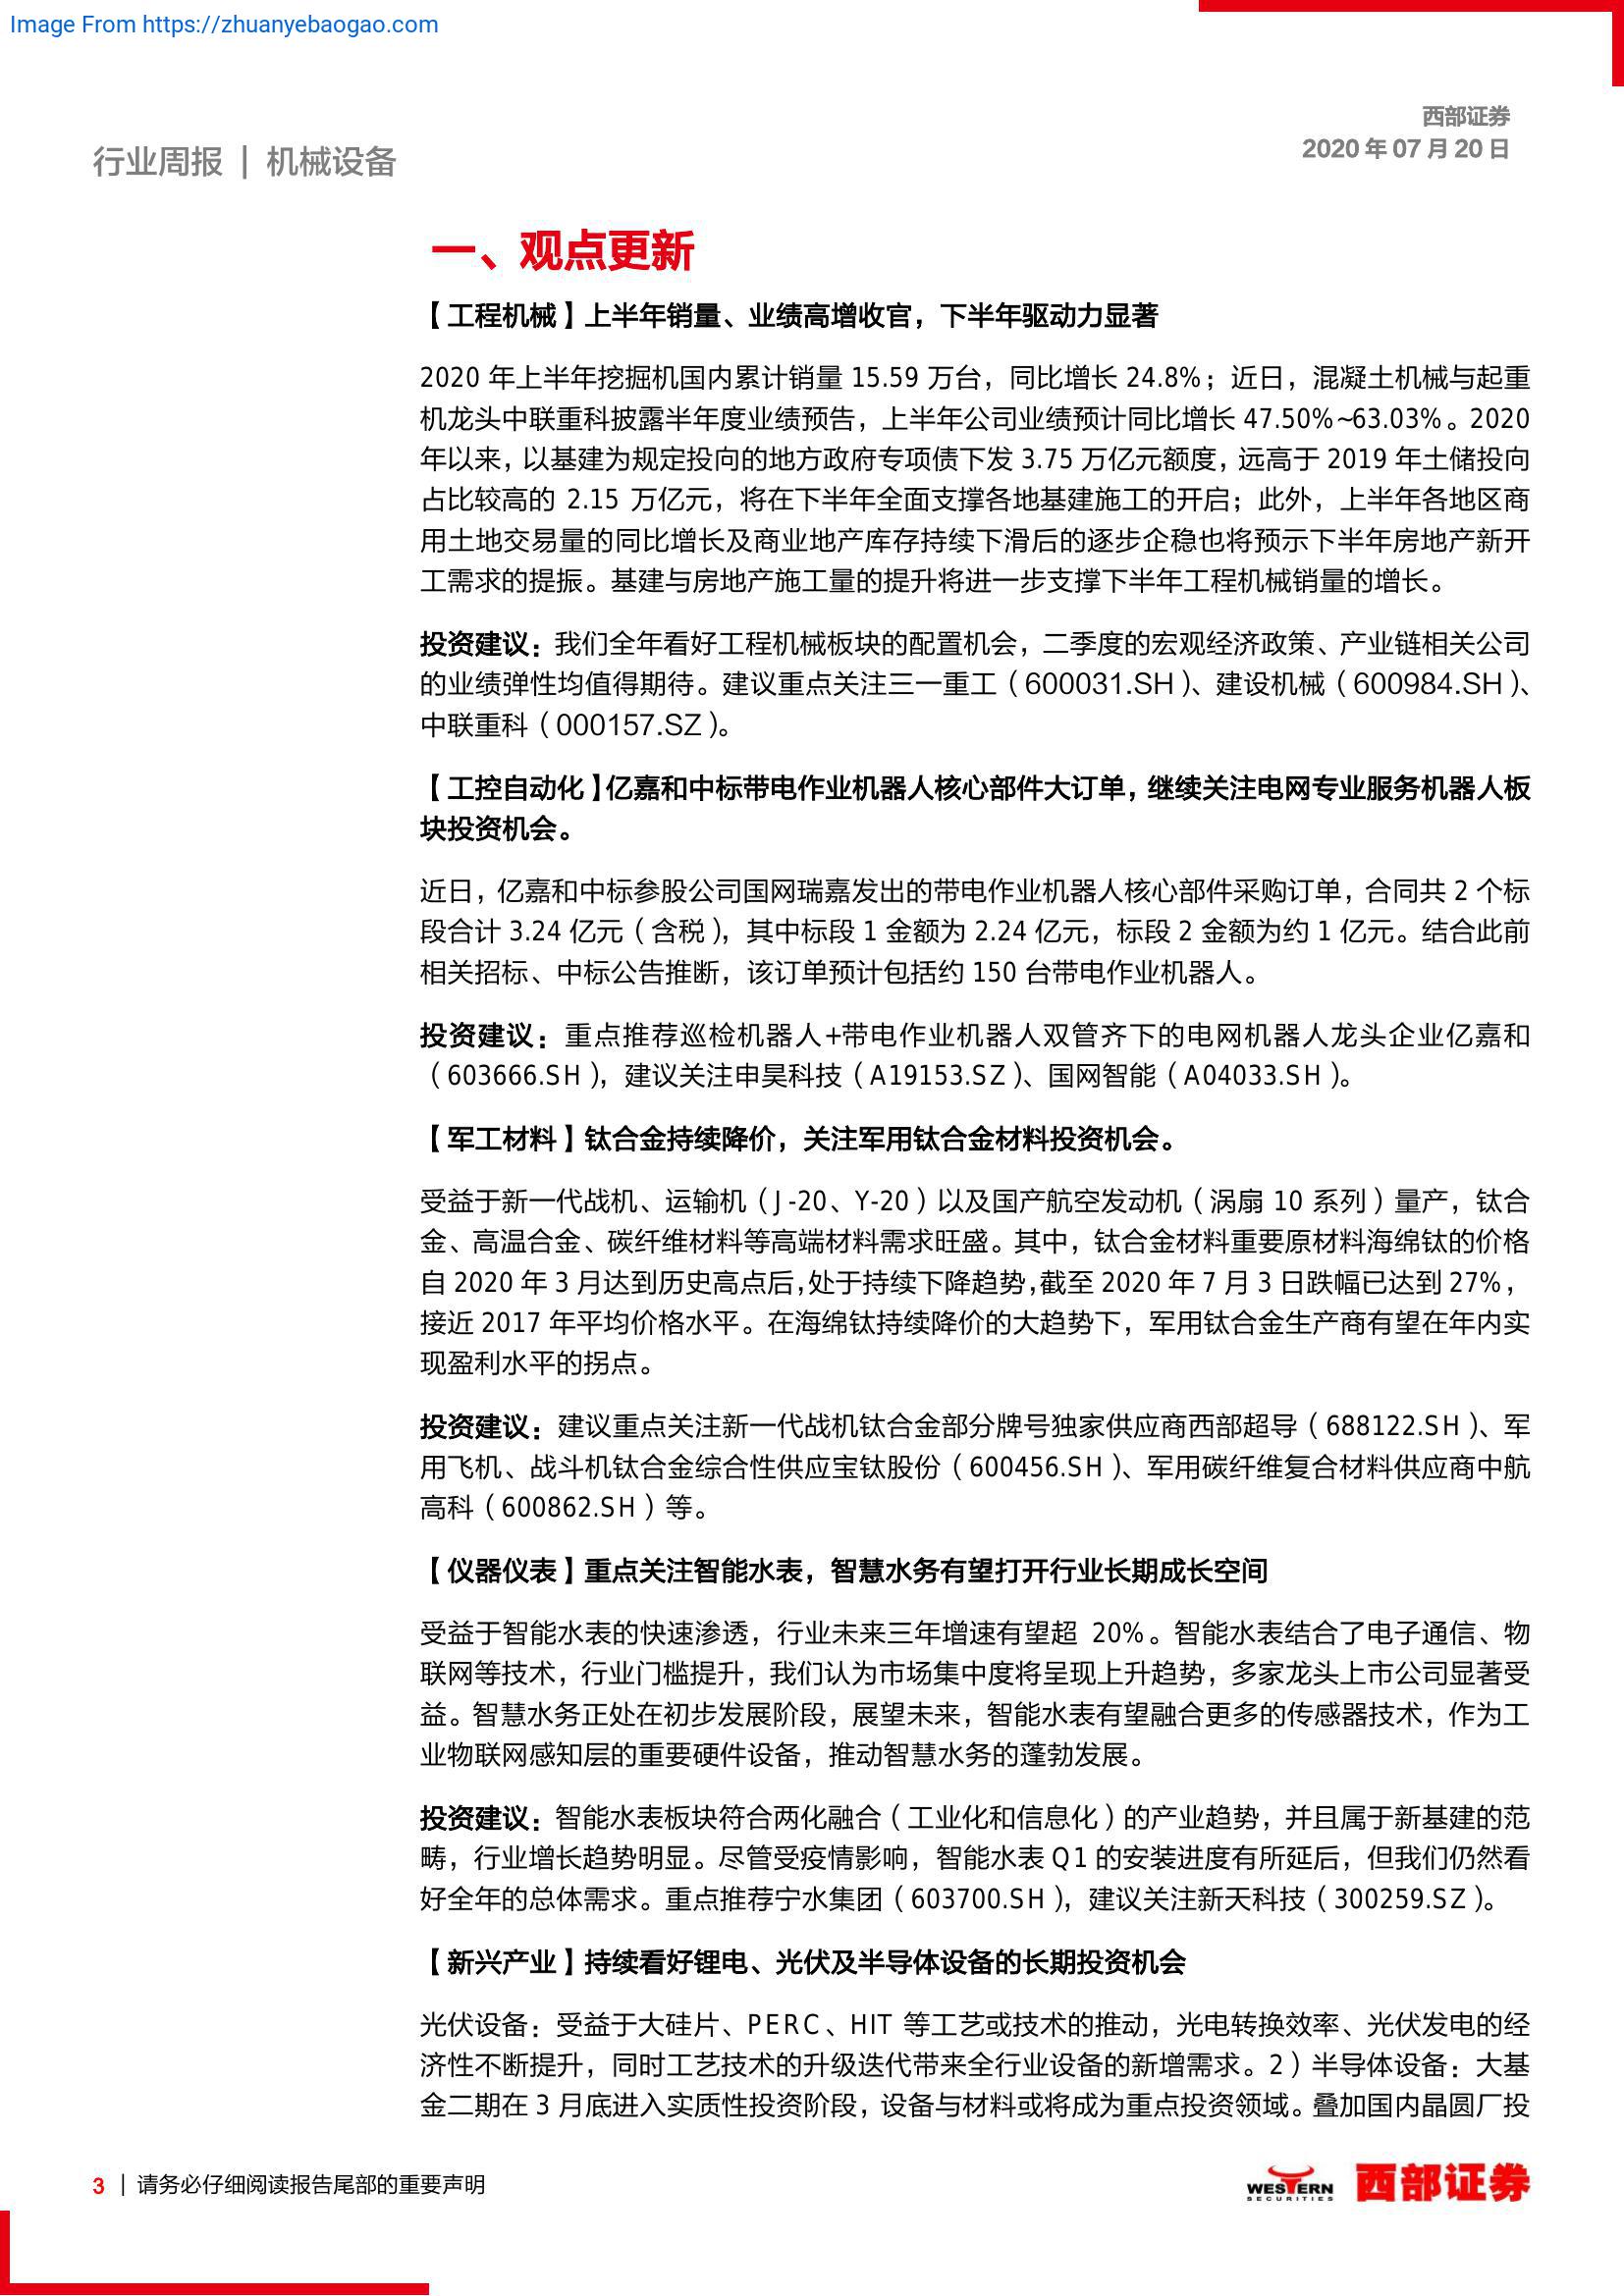 Image From https://zhuanyebaogao.com
西部证券
2020 年 07 月 20 日
行业周报 | 机械设备
一、观点更新
【工程机械】上半年销量、业绩高增收官，下半年驱动力显著
2020 年上半年挖掘机国内累计销量 15.59 万台，同比增长 24.8%；近日，混凝土机械与起重
机龙头中联重科披露半年度业绩预告，上半年公司业绩预计同比增长 47.50%~63.03%。2020
年以来，以基建为规定投向的地方政府专项债下发 3.75 万亿元额度，远高于 2019 年土储投向
占比较高的 2.15 万亿元，将在下半年全面支撑各地基建施工的开启；此外，上半年各地区商
用土地交易量的同比增长及商业地产库存持续下滑后的逐步企稳也将预示下半年房地产新开
工需求的提振。基建与房地产施工量的提升将进一步支撑下半年工程机械销量的增长。
投资建议：我们全年看好工程机械板块的配置机会，二季度的宏观经济政策、产业链相关公司
的业绩弹性均值得期待。建议重点关注三一重工（600031.SH）、建设机械（600984.SH）、
中联重科（000157.SZ）。
【工控自动化】亿嘉和中标带电作业机器人核心部件大订单，继续关注电网专业服务机器人板
块投资机会。
近日，亿嘉和中标参股公司国网瑞嘉发出的带电作业机器人核心部件采购订单，合同共 2 个标
段合计 3.24 亿元（含税），其中标段 1 金额为 2.24 亿元，标段 2 金额为约 1 亿元。结合此前
相关招标、中标公告推断，该订单预计包括约 150 台带电作业机器人。
投资建议：重点推荐巡检机器人+带电作业机器人双管齐下的电网机器人龙头企业亿嘉和
（603666.SH），建议关注申昊科技（A19153.SZ）、国网智能（A04033.SH）。
【军工材料】钛合金持续降价，关注军用钛合金材料投资机会。
受益于新一代战机、运输机（J-20、Y-20）以及国产航空发动机（涡扇 10 系列）量产，钛合
金、高温合金、碳纤维材料等高端材料需求旺盛。其中，钛合金材料重要原材料海绵钛的价格
自 2020 年 3 月达到历史高点后，处于持续下降趋势，截至 2020 年 7 月 3 日跌幅已达到 27%，
接近 2017 年平均价格水平。在海绵钛持续降价的大趋势下，军用钛合金生产商有望在年内实
现盈利水平的拐点。
投资建议：建议重点关注新一代战机钛合金部分牌号独家供应商西部超导（688122.SH）、军
用飞机、战斗机钛合金综合性供应宝钛股份（600456.SH）、军用碳纤维复合材料供应商中航
高科（600862.SH）等。
【仪器仪表】重点关注智能水表，智慧水务有望打开行业长期成长空间
受益于智能水表的快速渗透，行业未来三年增速有望超 20%。智能水表结合了电子通信、物
联网等技术，行业门槛提升，我们认为市场集中度将呈现上升趋势，多家龙头上市公司显著受
益。智慧水务正处在初步发展阶段，展望未来，智能水表有望融合更多的传感器技术，作为工
业物联网感知层的重要硬件设备，推动智慧水务的蓬勃发展。
投资建议：智能水表板块符合两化融合（工业化和信息化）的产业趋势，并且属于新基建的范
畴，行业增长趋势明显。尽管受疫情影响，智能水表 Q1 的安装进度有所延后，但我们仍然看
好全年的总体需求。重点推荐宁水集团（603700.SH），建议关注新天科技（300259.SZ）。
【新兴产业】持续看好锂电、光伏及半导体设备的长期投资机会
光伏设备：受益于大硅片、PERC、HIT 等工艺或技术的推动，光电转换效率、光伏发电的经
济性不断提升，同时工艺技术的升级迭代带来全行业设备的新增需求。2）半导体设备：大基
金二期在 3 月底进入实质性投资阶段，设备与材料或将成为重点投资领域。叠加国内晶圆厂投
3 | 请务必仔细阅读报告尾部的重要声明
WESTERN
SECURITIES
西部证券